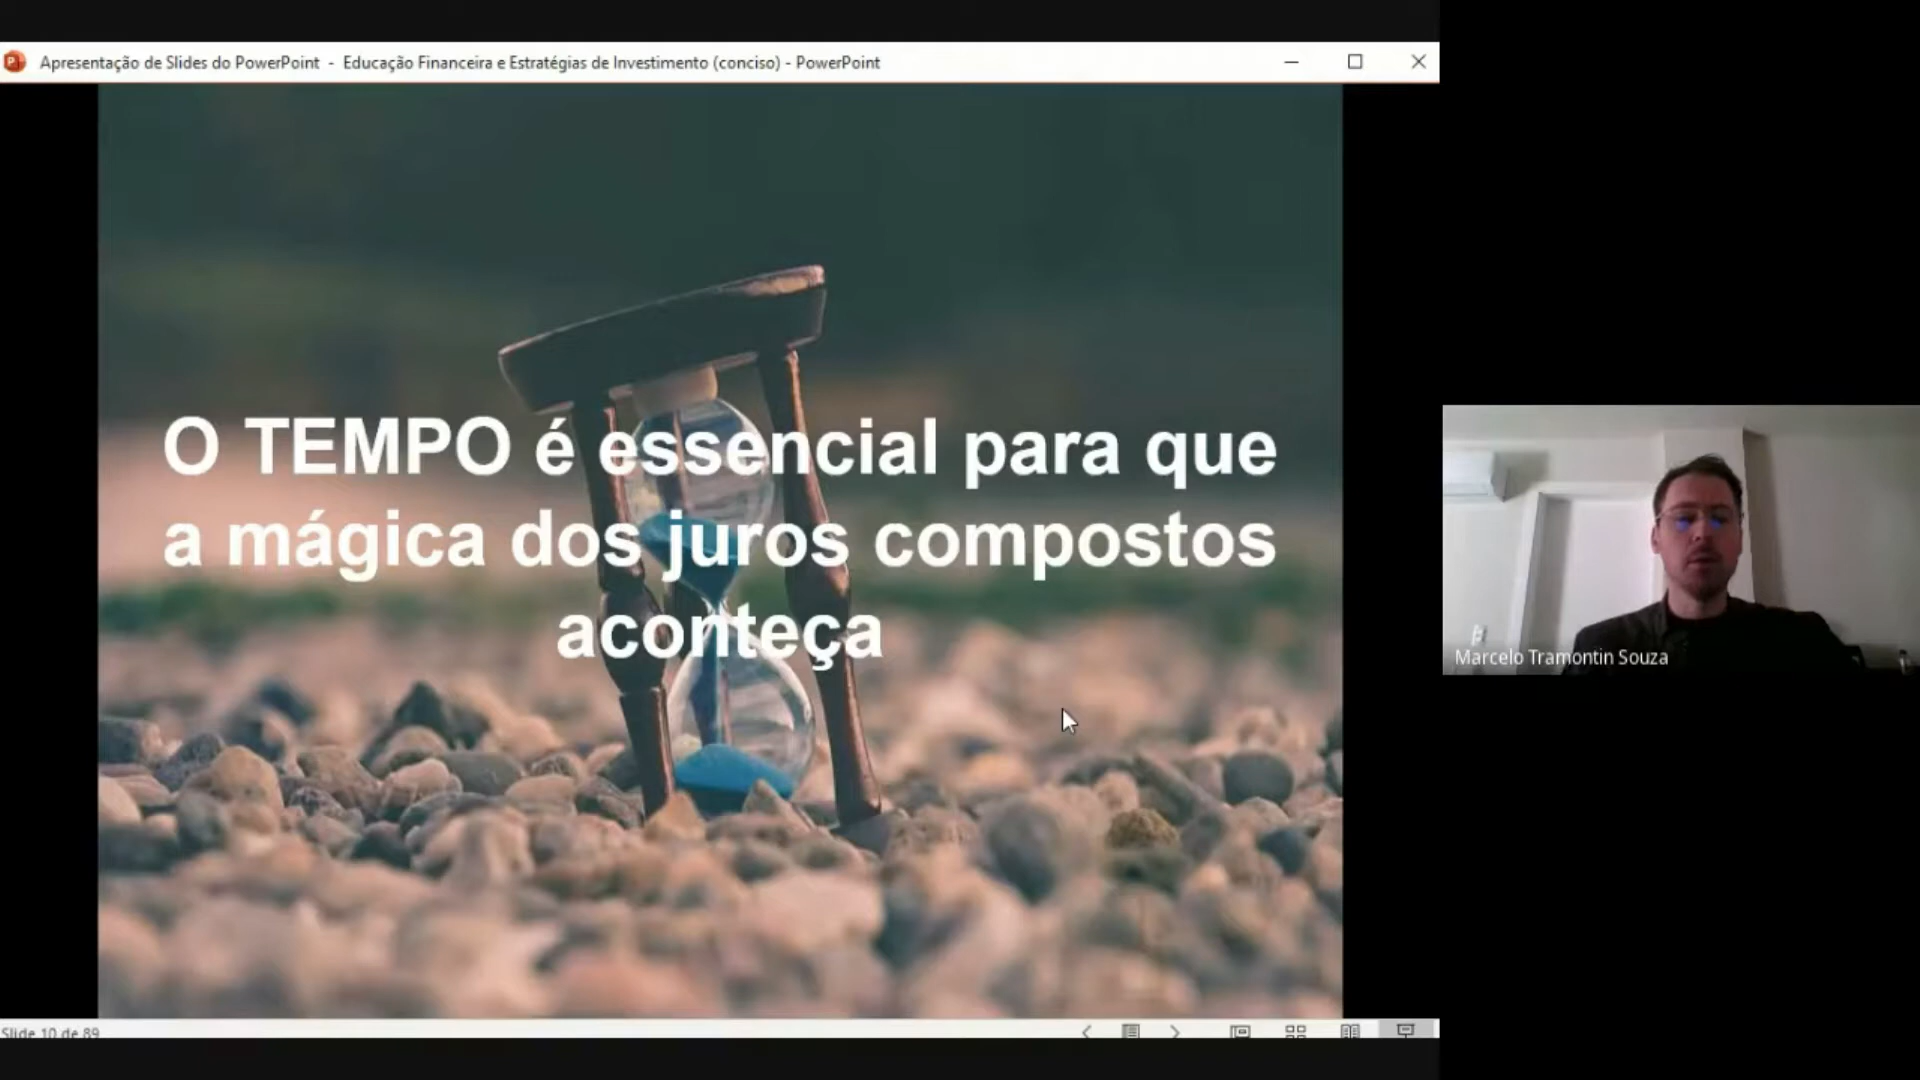 Apresentação de Slides do PowerPoint - Educação Financeira e Estratégias de Investimento (conciso) - PowerPoint
O TEMPO é essencial para que
a mágica dos juros compostos
aconteça
Marcelo Tramontin Souza
Slide 10 de 89